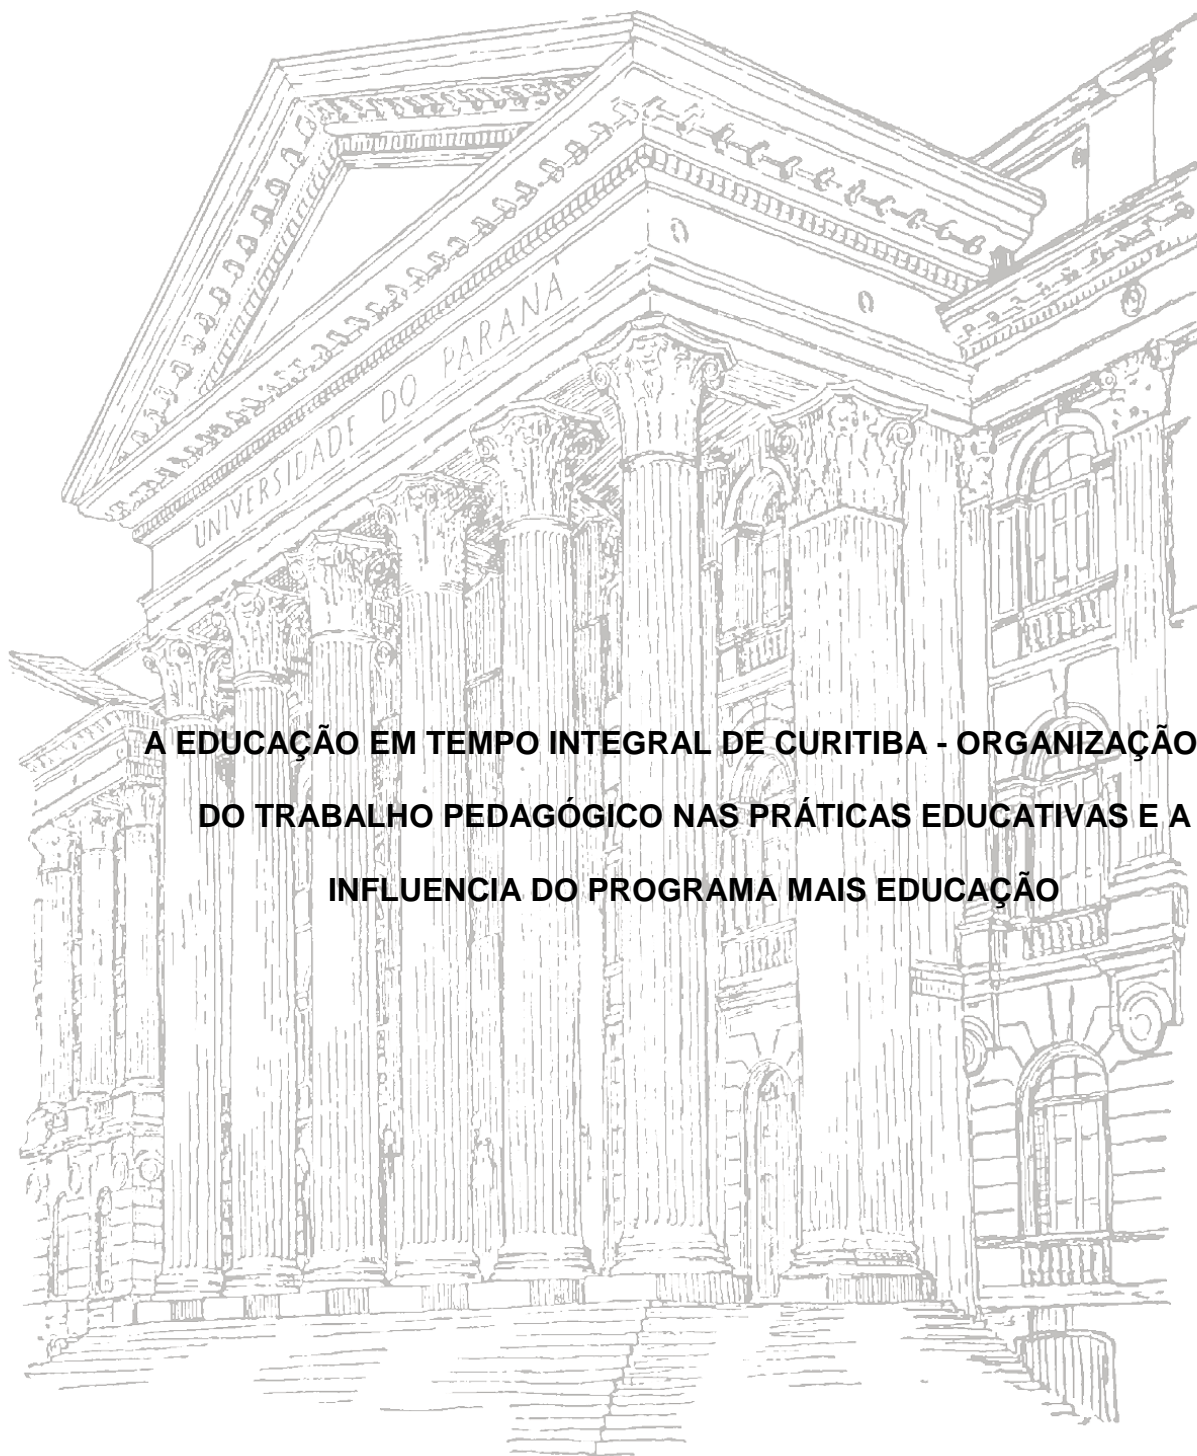 UNIVERSIDADE DO PARANÁ
A EDUCAÇÃO EM TEMPO INTEGRAL DE CURITIBA - ORGANIZAÇÃO
DO TRABALHO PEDAGÓGICO NAS PRÁTICAS EDUCATIVAS E A
INFLUENCIA DO PROGRAMA MAIS EDUCAÇÃO